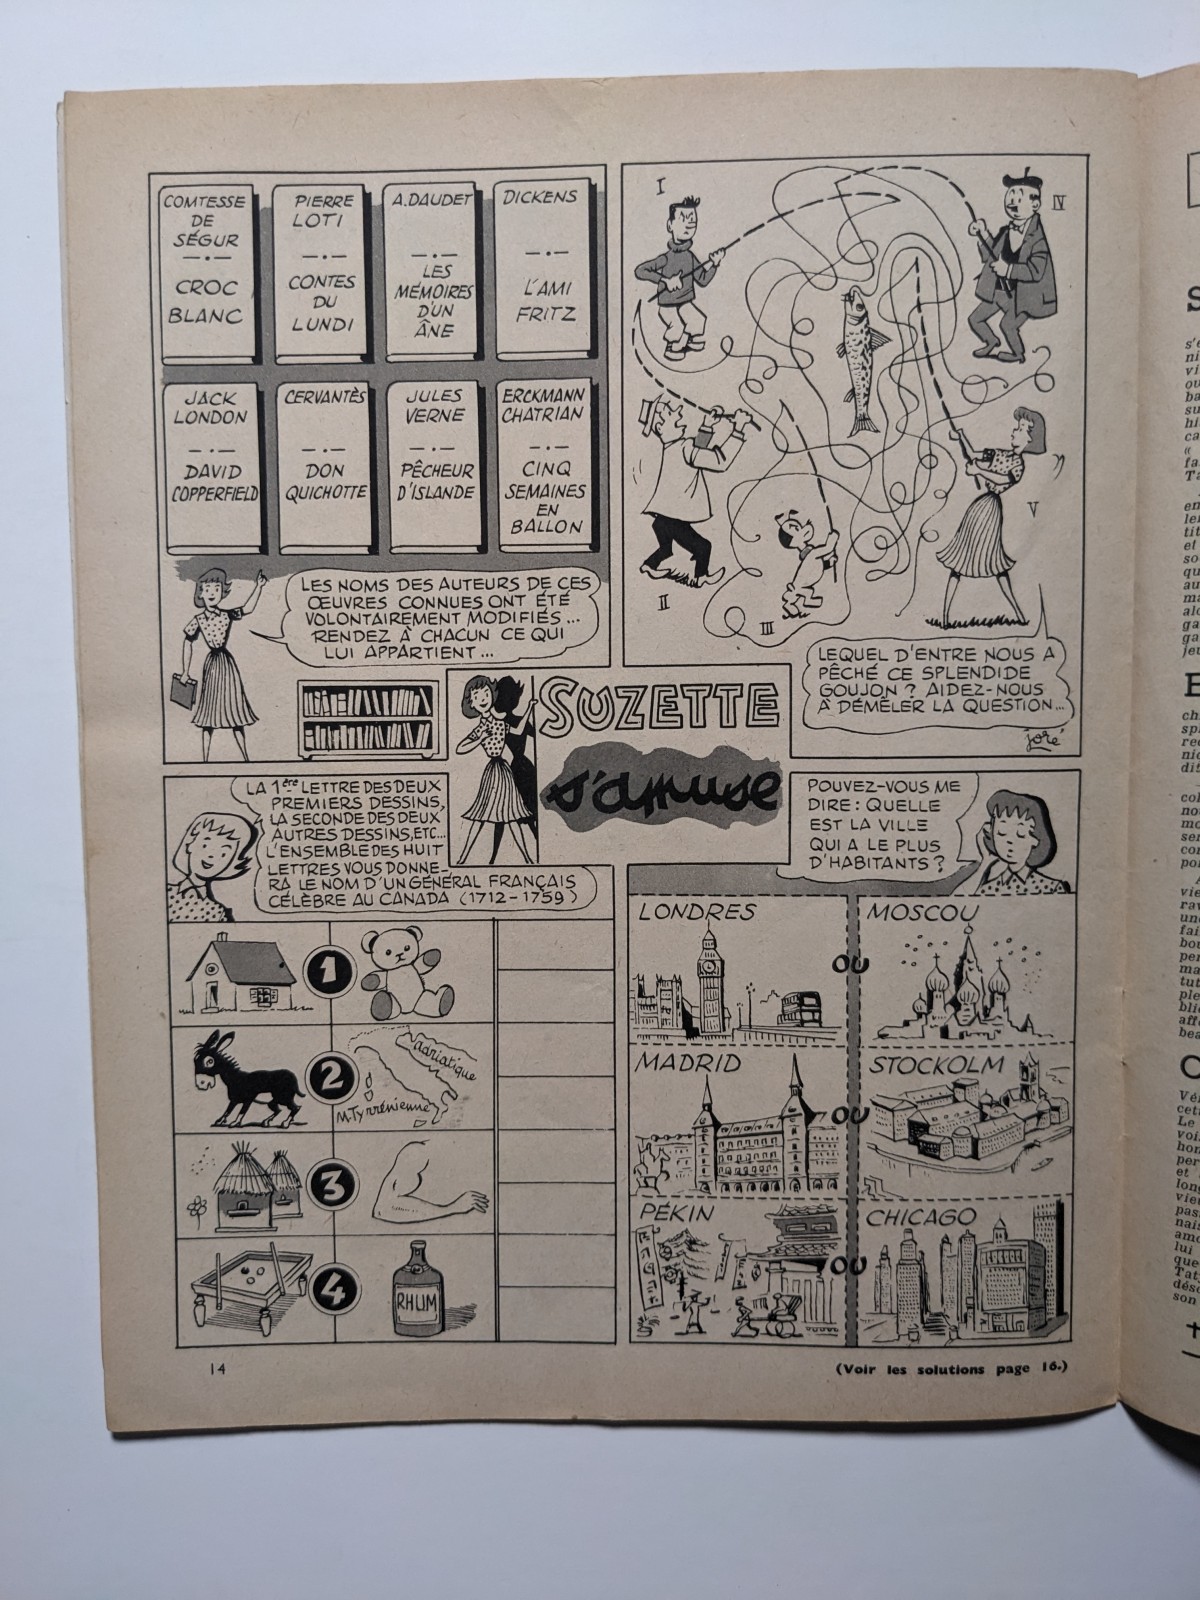 COMTESSE
DE
SÉGUR
CROC
BLANC
PIERRE
LOTI
CONTES
DU
LUNDI
A. DAUDET
LES
MÉMOIRES
D'UN
ÂNE
DICKENS
L'AMI
FRITZ
JACK
LONDON
DAVID
COPPERFIELD
CERVANTÈS
DON
QUICHOTTE
JULES
VERNE
PÊCHEUR
D'ISLANDE
ERCKMANN
CHATRIAN
CINQ
SEMAINES
EN
BALLON
LES NOMS DES AUTEURS DE CES
ŒUVRES CONNUES ONT ÉTÉ
VOLONTAIREMENT MODIFIÉS...
RENDEZ À CHACUN CE QUI
LUI APPARTIENT...
I
IV
II
III
V
LEQUEL D'ENTRE NOUS A
PÊCHÉ CE SPLENDIDE
GOUJON ? AIDEZ-NOUS
À DÉMÊLER LA QUESTION...
joré
SUZETTE
s'amuse
LA 1ère LETTRE DES DEUX
PREMIERS DESSINS,
LA SECONDE DES DEUX
AUTRES DESSINS, ETC...
L'ENSEMBLE DES HUIT
LETTRES VOUS DONNE-
RA LE NOM D'UN GÉNÉRAL FRANÇAIS
CÉLÈBRE AU CANADA (1712-1759)
1
2
adriatique
M. Tyrrénienne
3
4
RHUM
POUVEZ-VOUS ME
DIRE : QUELLE
EST LA VILLE
QUI A LE PLUS
D'HABITANTS ?
LONDRES
OU
MOSCOU
MADRID
OU
STOCKOLM
PÉKIN
OU
CHICAGO
14
(Voir les solutions page 16.)